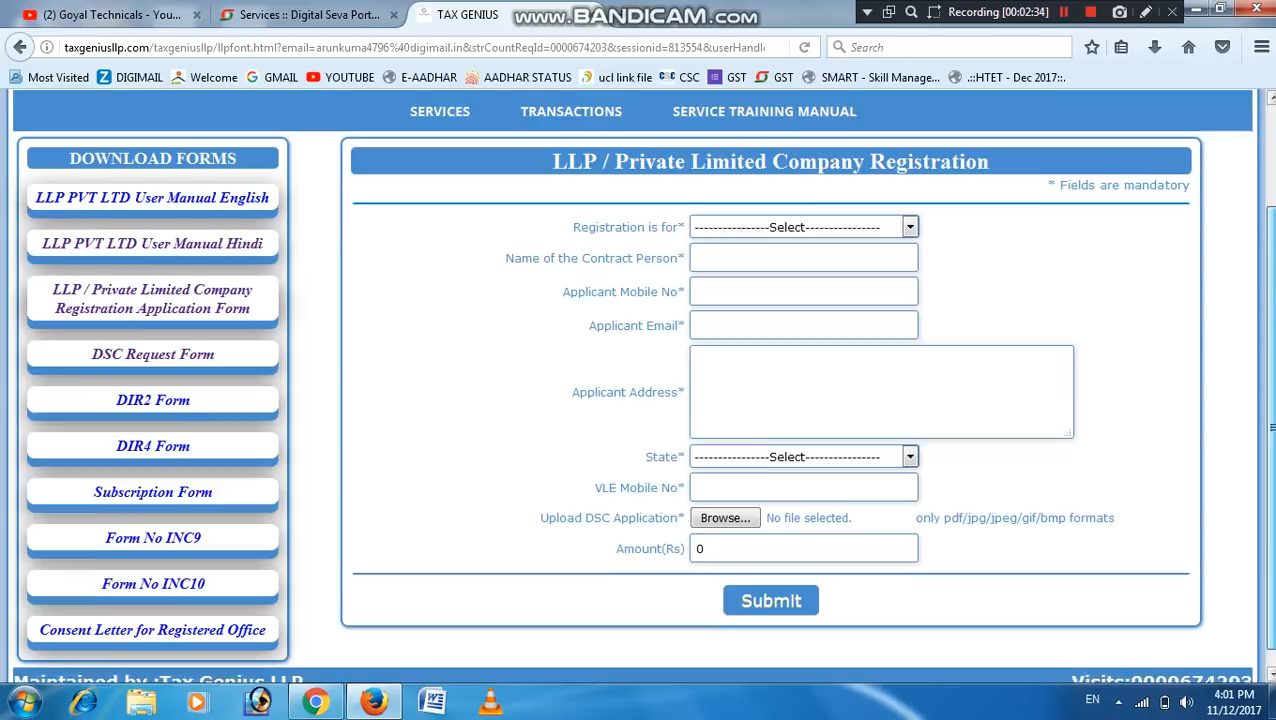 (2) Goyal Technicals - You... ×
Services :: Digital Seva Port... ×
TAX GENIUS
WWW.BANDICAM.COM
Recording [00:02:34]
taxgeniusllp.com/taxgeniusllp/llpfont.html?email=arunkuma4796%40digimail.in&strCountReqId=0000674203&sessionid=813554&userHandle
Search
Most Visited
DIGIMAIL
Welcome
GMAIL
YOUTUBE
E-AADHAR
AADHAR STATUS
ucl link file
CSC
GST
GST
SMART - Skill Manage...
.::HTET - Dec 2017::.
SERVICES
TRANSACTIONS
SERVICE TRAINING MANUAL
DOWNLOAD FORMS
LLP PVT LTD User Manual English
LLP PVT LTD User Manual Hindi
LLP / Private Limited Company
Registration Application Form
DSC Request Form
DIR2 Form
DIR4 Form
Subscription Form
Form No INC9
Form No INC10
Consent Letter for Registered Office
LLP / Private Limited Company Registration
* Fields are mandatory
Registration is for* ----------------Select----------------
Name of the Contract Person*
Applicant Mobile No*
Applicant Email*
Applicant Address*
State* ----------------Select----------------
VLE Mobile No*
Upload DSC Application* Browse... No file selected. only pdf/jpg/jpeg/gif/bmp formats
Amount(Rs) 0
Submit
Maintained by :Tax Genius LLP
Visits:0000674203
EN
4:01 PM
11/12/2017